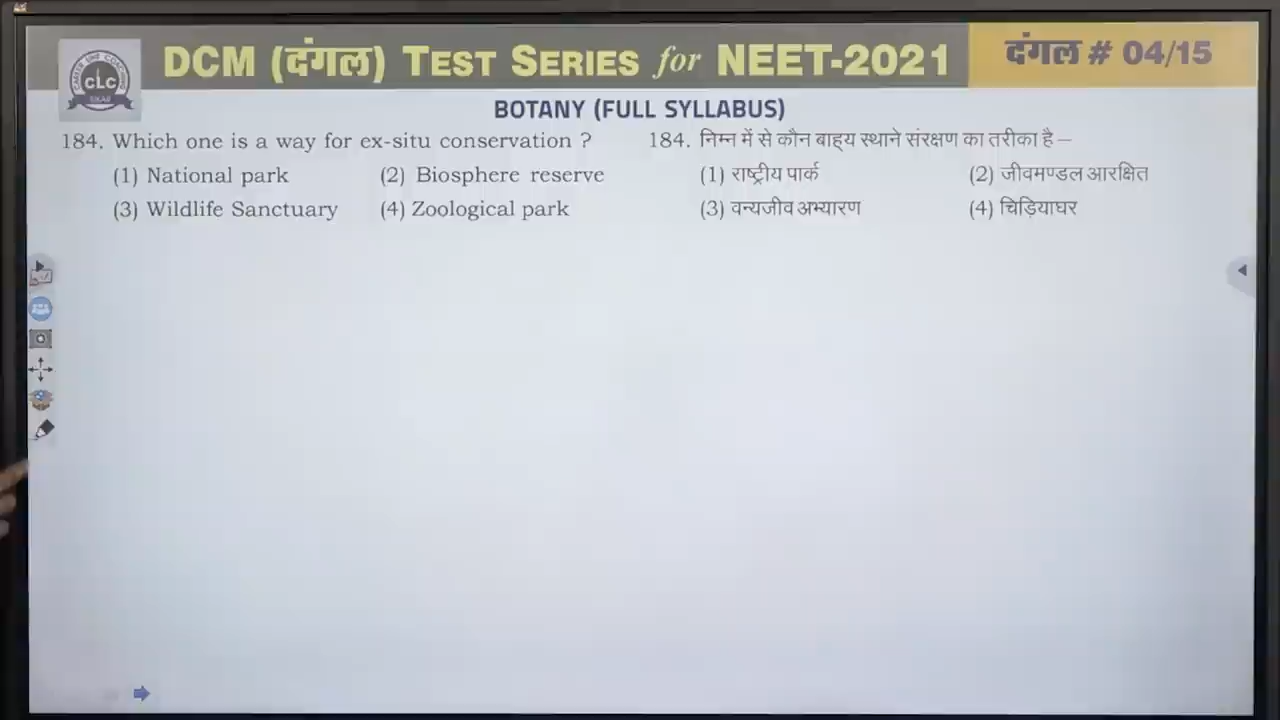 CLC
SIKAR
DCM (दंगल) TEST SERIES for NEET-2021
दंगल # 04/15
BOTANY (FULL SYLLABUS)
184. Which one is a way for ex-situ conservation ?
(1) National park (2) Biosphere reserve
(3) Wildlife Sanctuary (4) Zoological park
184. निम्न में से कौन बाह्य स्थाने संरक्षण का तरीका है –
(1) राष्ट्रीय पार्क (2) जीवमण्डल आरक्षित
(3) वन्यजीव अभ्यारण (4) चिड़ियाघर